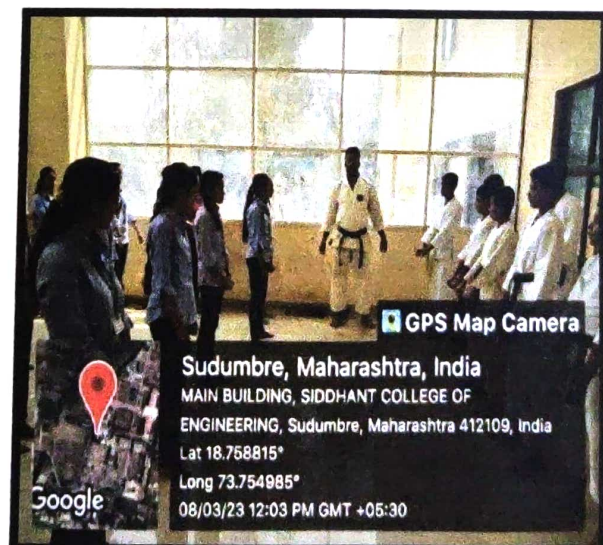 GPS Map Camera
Sudumbre, Maharashtra, India
MAIN BUILDING, SIDDHANT COLLEGE OF
ENGINEERING, Sudumbre, Maharashtra 412109, India
Lat 18.758815°
Long 73.754985°
08/03/23 12:03 PM GMT +05:30
Google